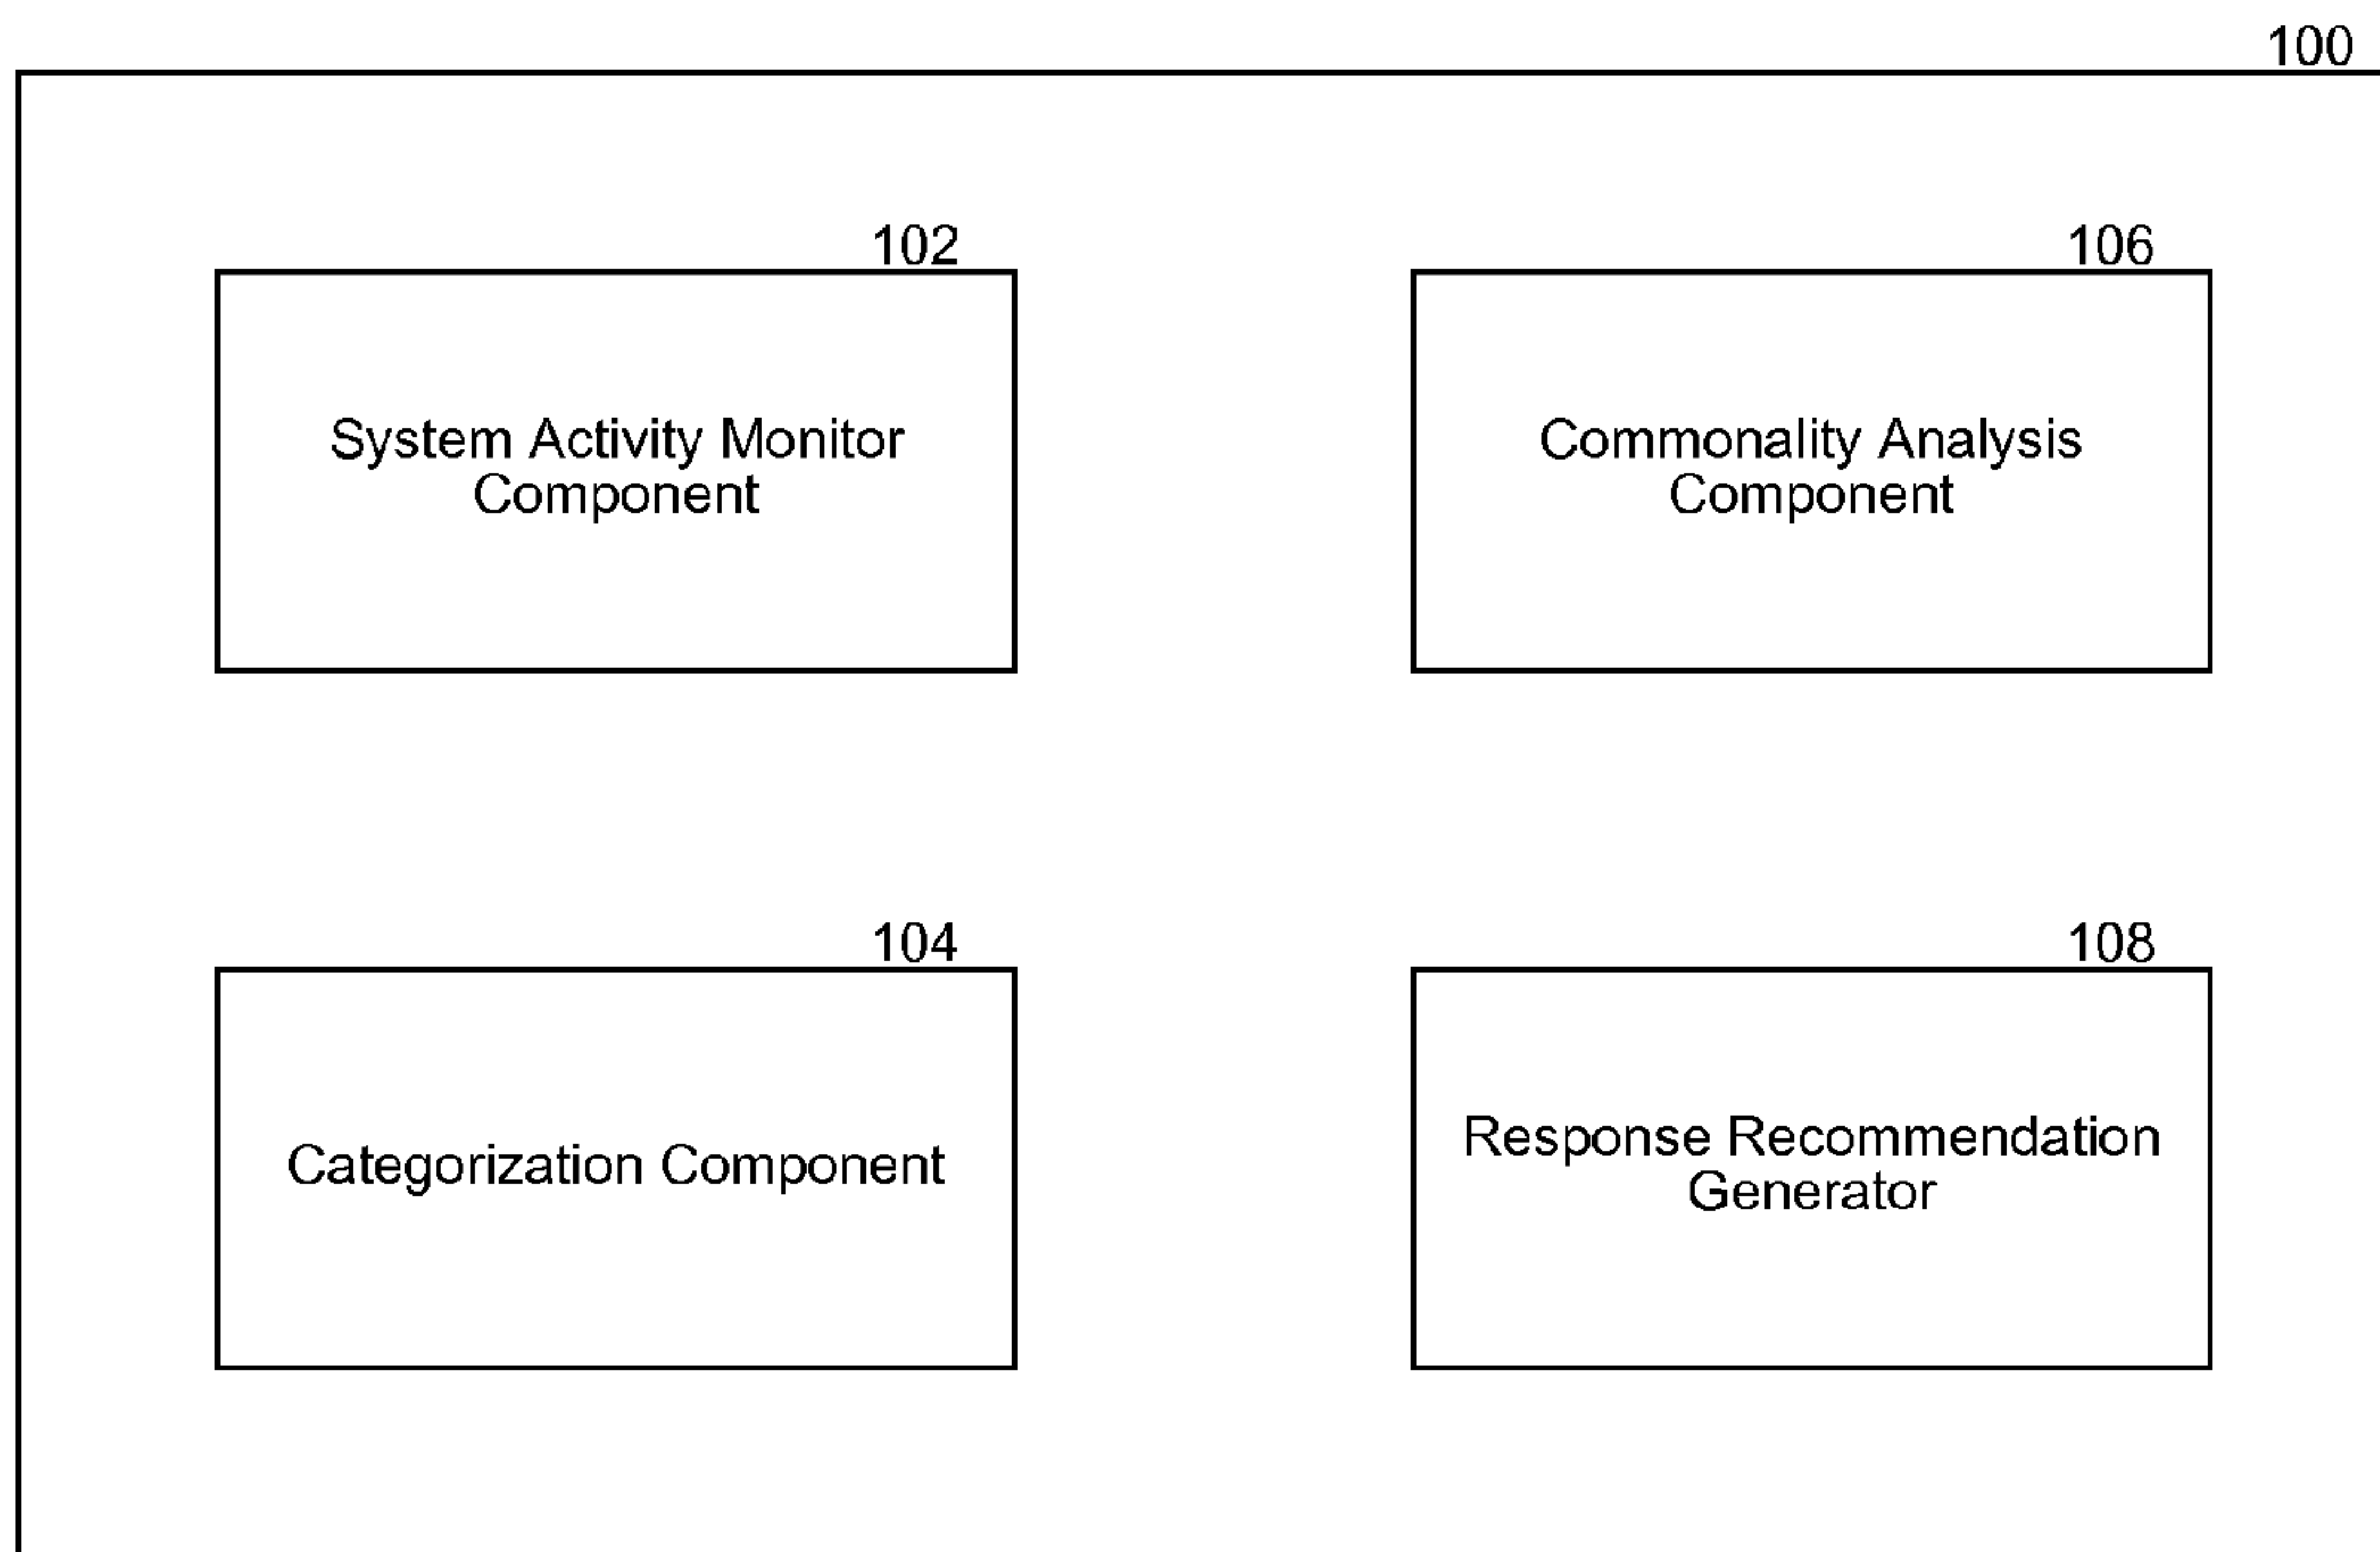 100
102
System Activity Monitor
Component
106
Commonality Analysis
Component
104
Categorization Component
108
Response Recommendation
Generator